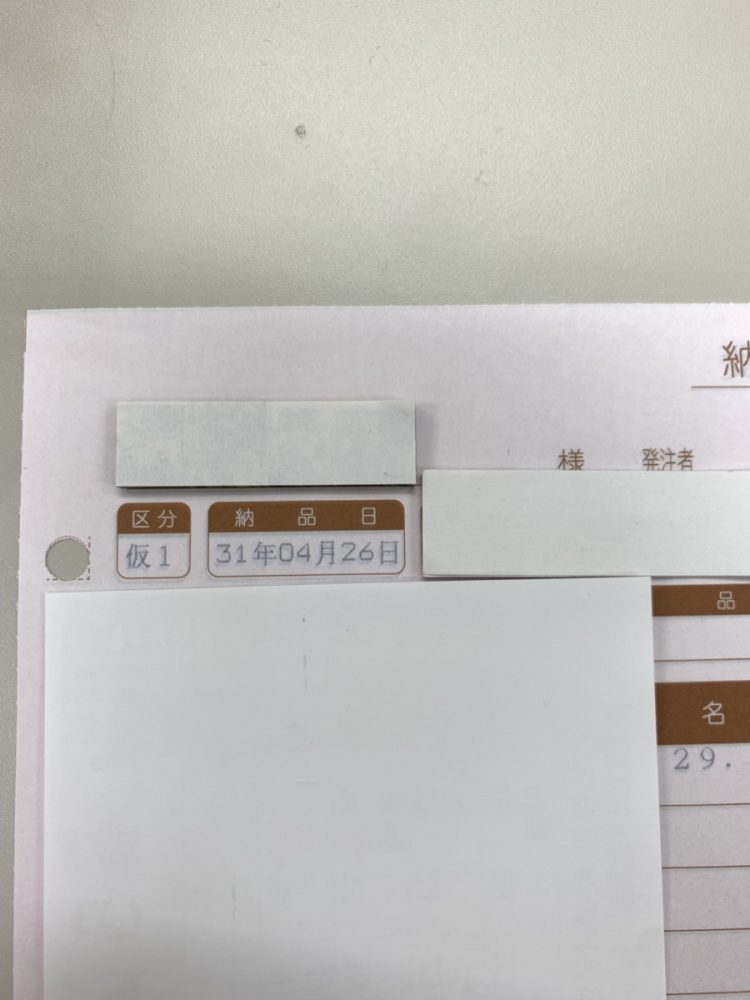 納
様 発注者
区分 納品日
仮1 31年04月26日
品
名
29.